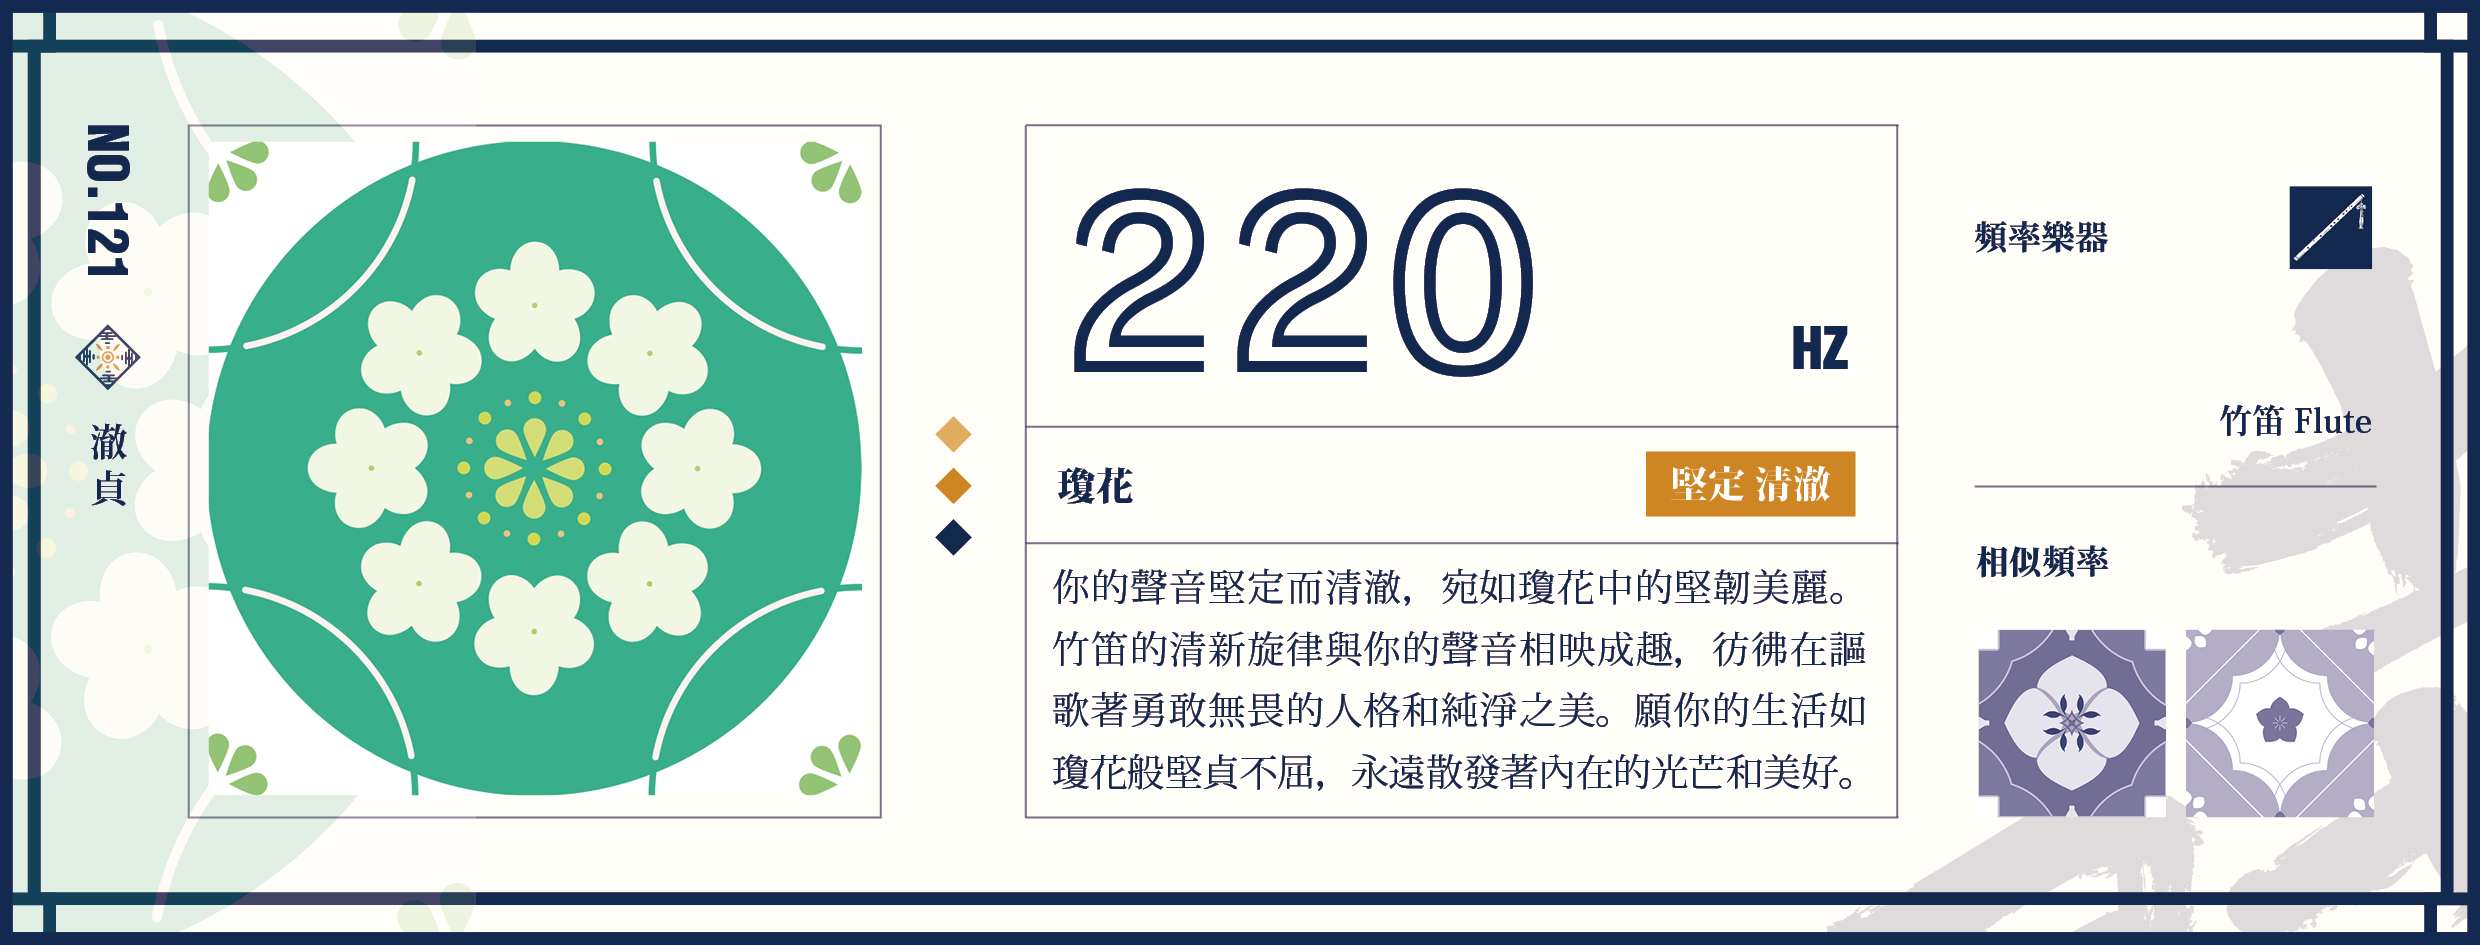 NO.121
澈貞
220
HZ
瓊花
堅定 清澈
你的聲音堅定而清澈，宛如瓊花中的堅韌美麗。
竹笛的清新旋律與你的聲音相映成趣，彷彿在謳
歌著勇敢無畏的人格和純淨之美。願你的生活如
瓊花般堅貞不屈，永遠散發著內在的光芒和美好。
頻率樂器
竹笛 Flute
相似頻率